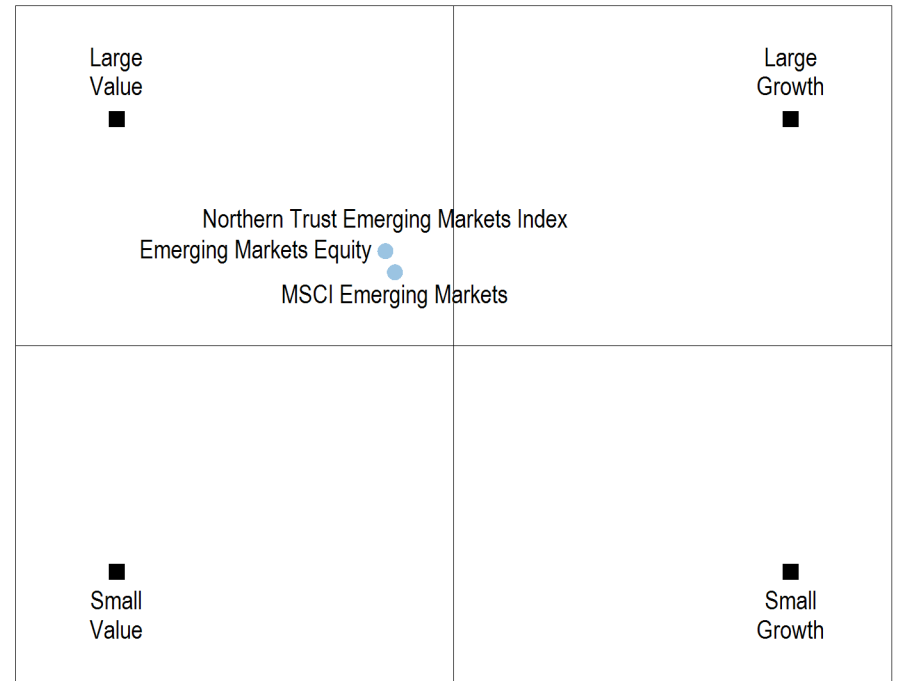 Large
Value
Large
Growth
Northern Trust Emerging Markets Index
Emerging Markets Equity
MSCI Emerging Markets
Small
Value
Small
Growth